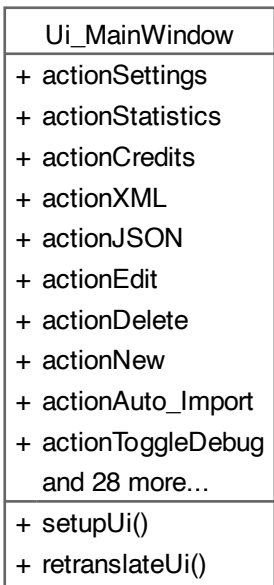 Ui_MainWindow
+ actionSettings
+ actionStatistics
+ actionCredits
+ actionXML
+ actionJSON
+ actionEdit
+ actionDelete
+ actionNew
+ actionAuto_Import
+ actionToggleDebug
and 28 more...
+ setupUi()
+ retranslateUi()